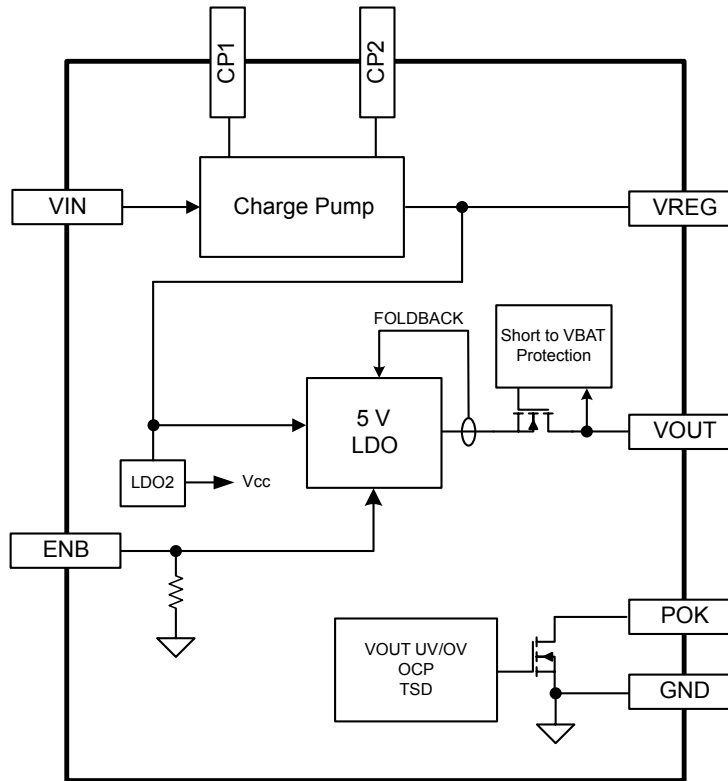 CP1
CP2
VIN
Charge Pump
VREG
FOLDBACK
Short to VBAT
Protection
5 V
LDO
VOUT
LDO2
Vcc
ENB
VOUT UV/OV
OCP
TSD
POK
GND